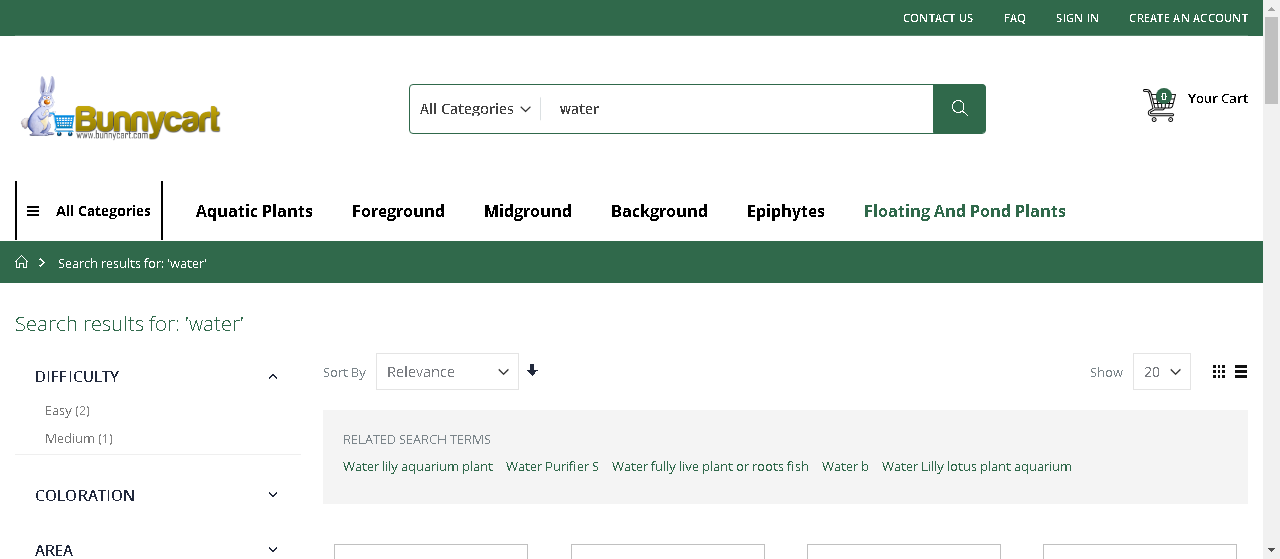 CONTACT US FAQ SIGN IN CREATE AN ACCOUNT
Bunnycart
www.bunnycart.com
All Categories water
0
Your Cart
All Categories Aquatic Plants Foreground Midground Background Epiphytes Floating And Pond Plants
Search results for: 'water'
Search results for: 'water'
DIFFICULTY
Easy (2)
Medium (1)
COLORATION
AREA
Sort By Relevance Show 20
RELATED SEARCH TERMS
Water lily aquarium plant Water Purifier S Water fully live plant or roots fish Water b Water Lilly lotus plant aquarium